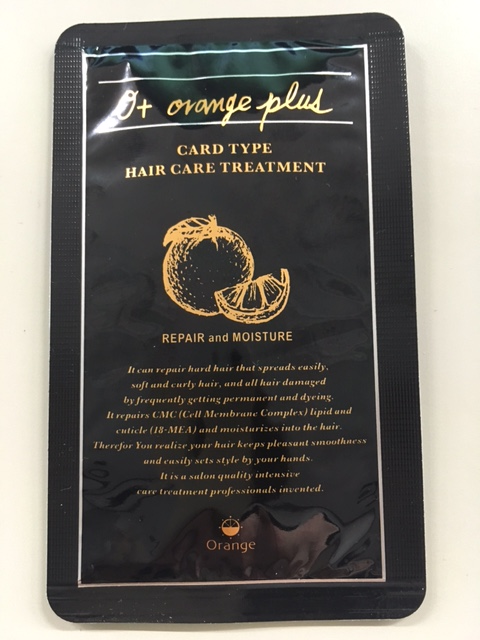 O+ orange plus
CARD TYPE
HAIR CARE TREATMENT
REPAIR and MOISTURE
It can repair hard hair that spreads easily,
soft and curly hair, and all hair damaged
by frequently getting permanent and dyeing.
It repairs CMC (Cell Membrane Complex) lipid and
cuticle (18-MEA) and moisturizes into the hair.
Therefor You realize your hair keeps pleasant smoothness
and easily sets style by your hands.
It is a salon quality intensive
care treatment professionals invented.
Orange